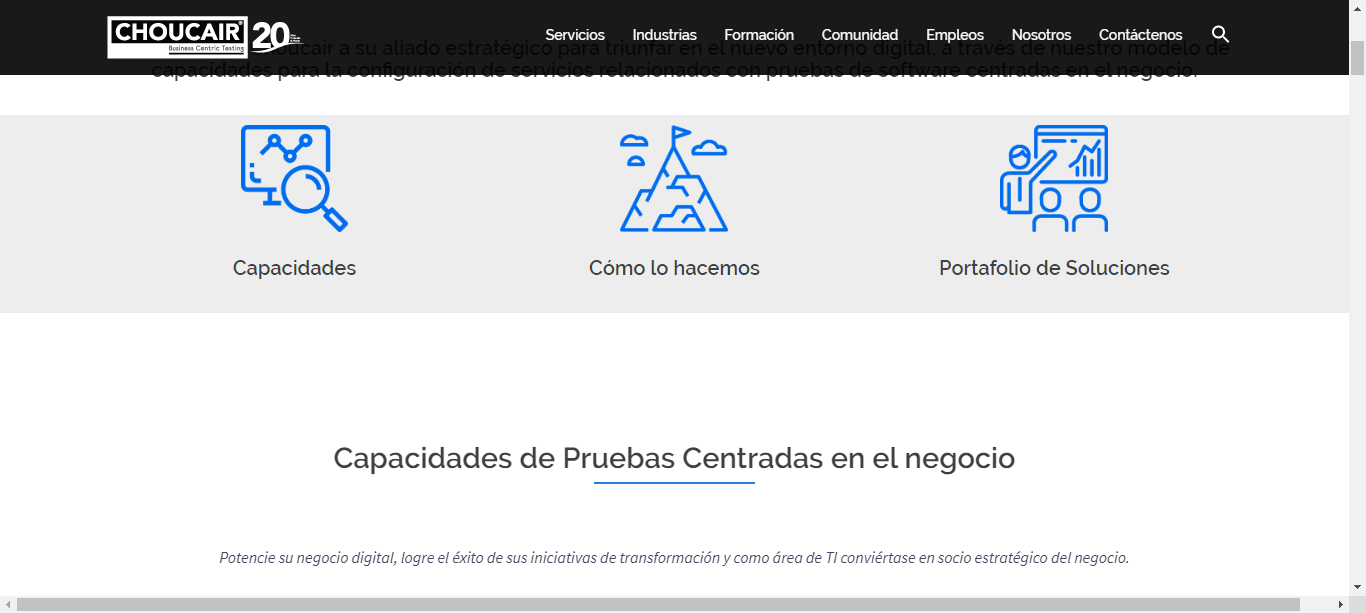 CHOUCAIR
Business Centric Testing
20
Servicios Industrias Formación Comunidad Empleos Nosotros Contáctenos
Choucair a su aliado estratégico para triunfar en el nuevo entorno digital, a través de nuestro modelo de
capacidades para la configuración de servicios relacionados con pruebas de software centradas en el negocio.
Capacidades Cómo lo hacemos Portafolio de Soluciones
Capacidades de Pruebas Centradas en el negocio
Potencie su negocio digital, logre el éxito de sus iniciativas de transformación y como área de TI conviértase en socio estratégico del negocio.